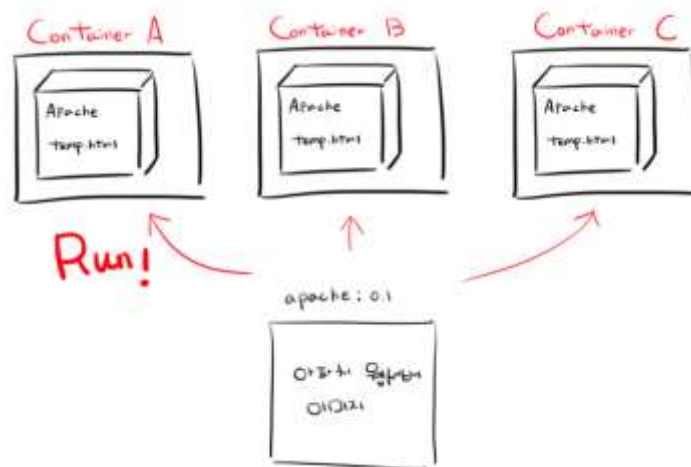 Container A
Container B
Container C
Apache
temp.html
Apache
temp.html
Apache
temp.html
Run!
apache:0.1
아파치 웹서버
이미지